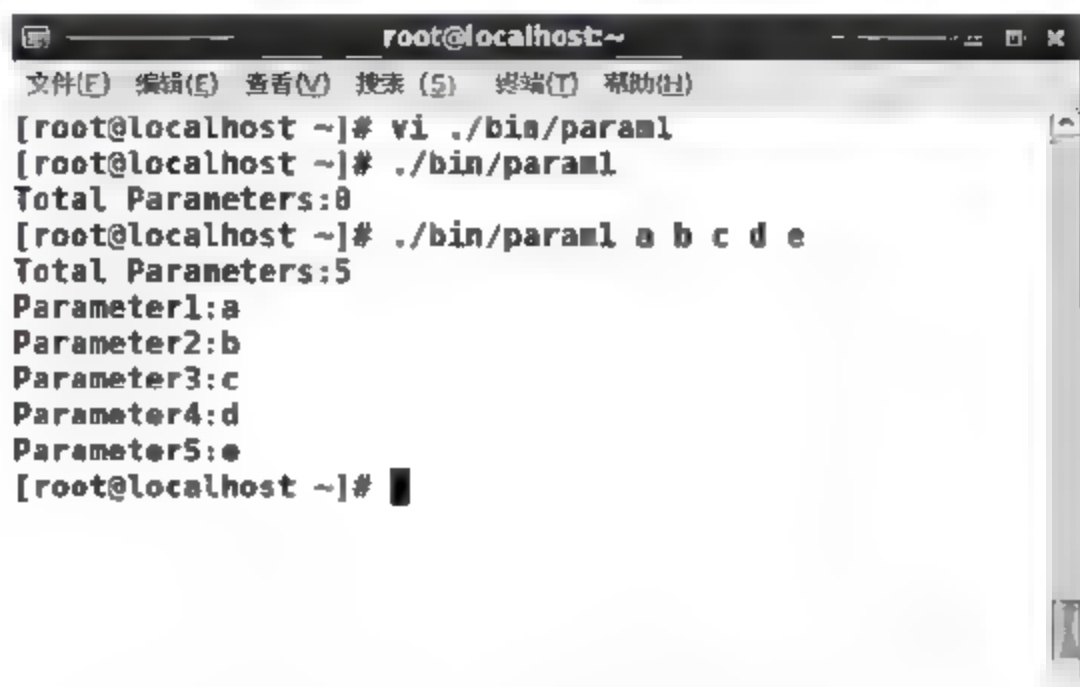 root@localhost:~
文件(F) 编辑(E) 查看(V) 搜索 (S) 终端(T) 帮助(H)
[root@localhost ~]# vi ./bin/param1
[root@localhost ~]# ./bin/param1
Total Parameters:0
[root@localhost ~]# ./bin/param1 a b c d e
Total Parameters:5
Parameter1:a
Parameter2:b
Parameter3:c
Parameter4:d
Parameter5:e
[root@localhost ~]#